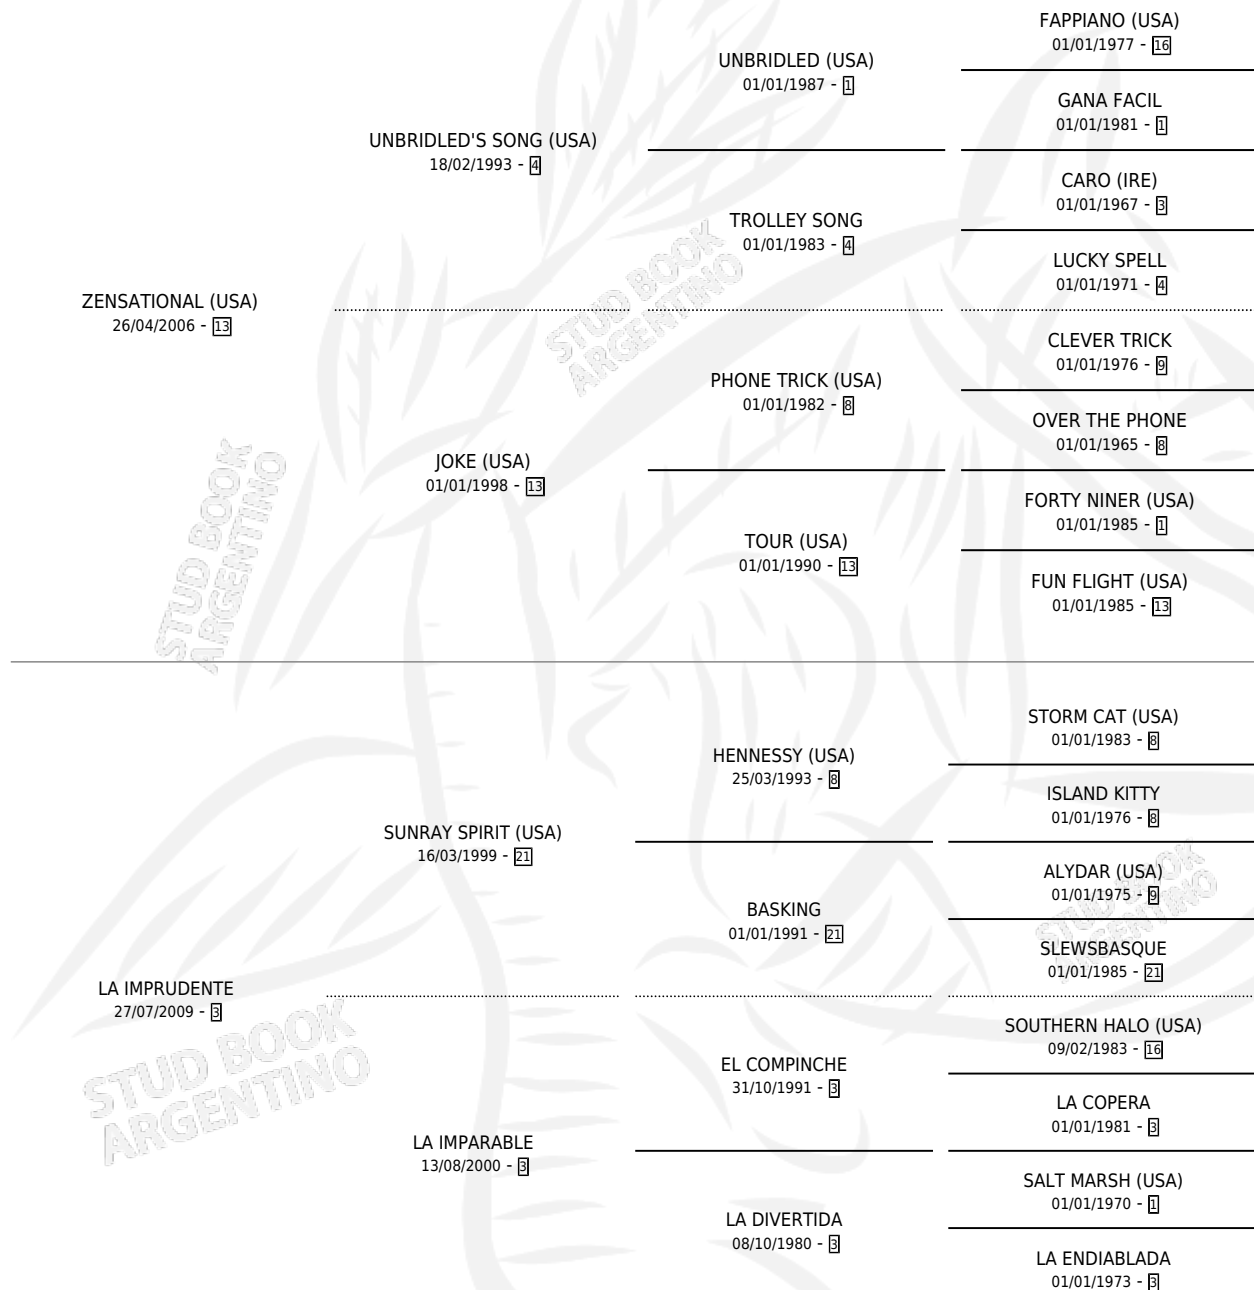 FAPPIANO (USA)
01/01/1977 - 16
UNBRIDLED (USA)
01/01/1987 - 1
GANA FACIL
01/01/1981 - 1
UNBRIDLED'S SONG (USA)
18/02/1993 - 4
CARO (IRE)
01/01/1967 - 3
TROLLEY SONG
01/01/1983 - 4
LUCKY SPELL
01/01/1971 - 4
ZENSATIONAL (USA)
26/04/2006 - 13
STUD BOOK
ARGENTINO
CLEVER TRICK
01/01/1976 - 9
PHONE TRICK (USA)
01/01/1982 - 8
OVER THE PHONE
01/01/1965 - 8
JOKE (USA)
01/01/1998 - 13
STUD BOOK
ARGENTINO
FORTY NINER (USA)
01/01/1985 - 1
TOUR (USA)
01/01/1990 - 13
FUN FLIGHT (USA)
01/01/1985 - 13
STORM CAT (USA)
01/01/1983 - 8
HENNESSY (USA)
25/03/1993 - 8
ISLAND KITTY
01/01/1976 - 8
SUNRAY SPIRIT (USA)
16/03/1999 - 21
ALYDAR (USA)
01/01/1975 - 9
STUD BOOK
ARGENTINO
BASKING
01/01/1991 - 21
SLEWSBASQUE
01/01/1985 - 21
LA IMPRUDENTE
27/07/2009 - 3
STUD BOOK
ARGENTINO
SOUTHERN HALO (USA)
09/02/1983 - 16
EL COMPINCHE
31/10/1991 - 3
LA COPERA
01/01/1981 - 3
LA IMPARABLE
13/08/2000 - 3
SALT MARSH (USA)
01/01/1970 - 1
LA DIVERTIDA
08/10/1980 - 3
LA ENDIABLADA
01/01/1973 - 3